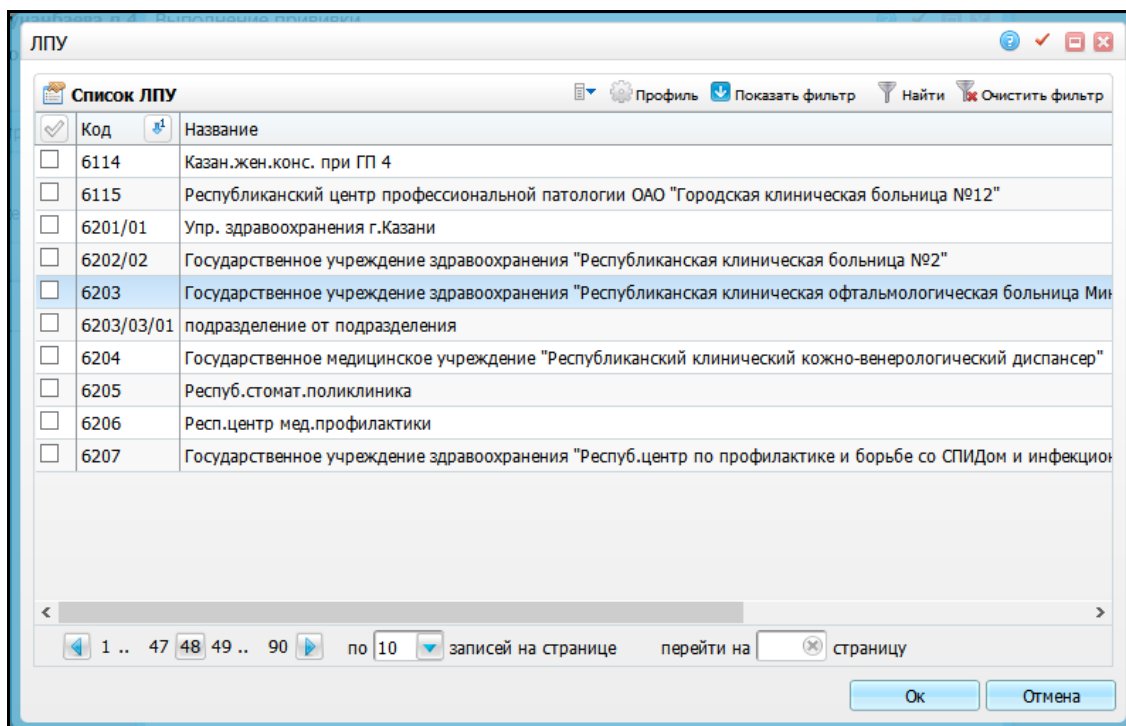 Выполнение прививки
ЛПУ
Список ЛПУ Профиль Показать фильтр Найти Очистить фильтр
Код 1 Название
6114 Казан.жен.конс. при ГП 4
6115 Республиканский центр профессиональной патологии ОАО "Городская клиническая больница №12"
6201/01 Упр. здравоохранения г.Казани
6202/02 Государственное учреждение здравоохранения "Республиканская клиническая больница №2"
6203 Государственное учреждение здравоохранения "Республиканская клиническая офтальмологическая больница Мин
6203/03/01 подразделение от подразделения
6204 Государственное медицинское учреждение "Республиканский клинический кожно-венерологический диспансер"
6205 Респуб.стомат.поликлиника
6206 Респ.центр мед.профилактики
6207 Государственное учреждение здравоохранения "Респуб.центр по профилактике и борьбе со СПИДом и инфекцион
1 .. 47 48 49 .. 90 по 10 записей на странице перейти на страницу
Ок Отмена